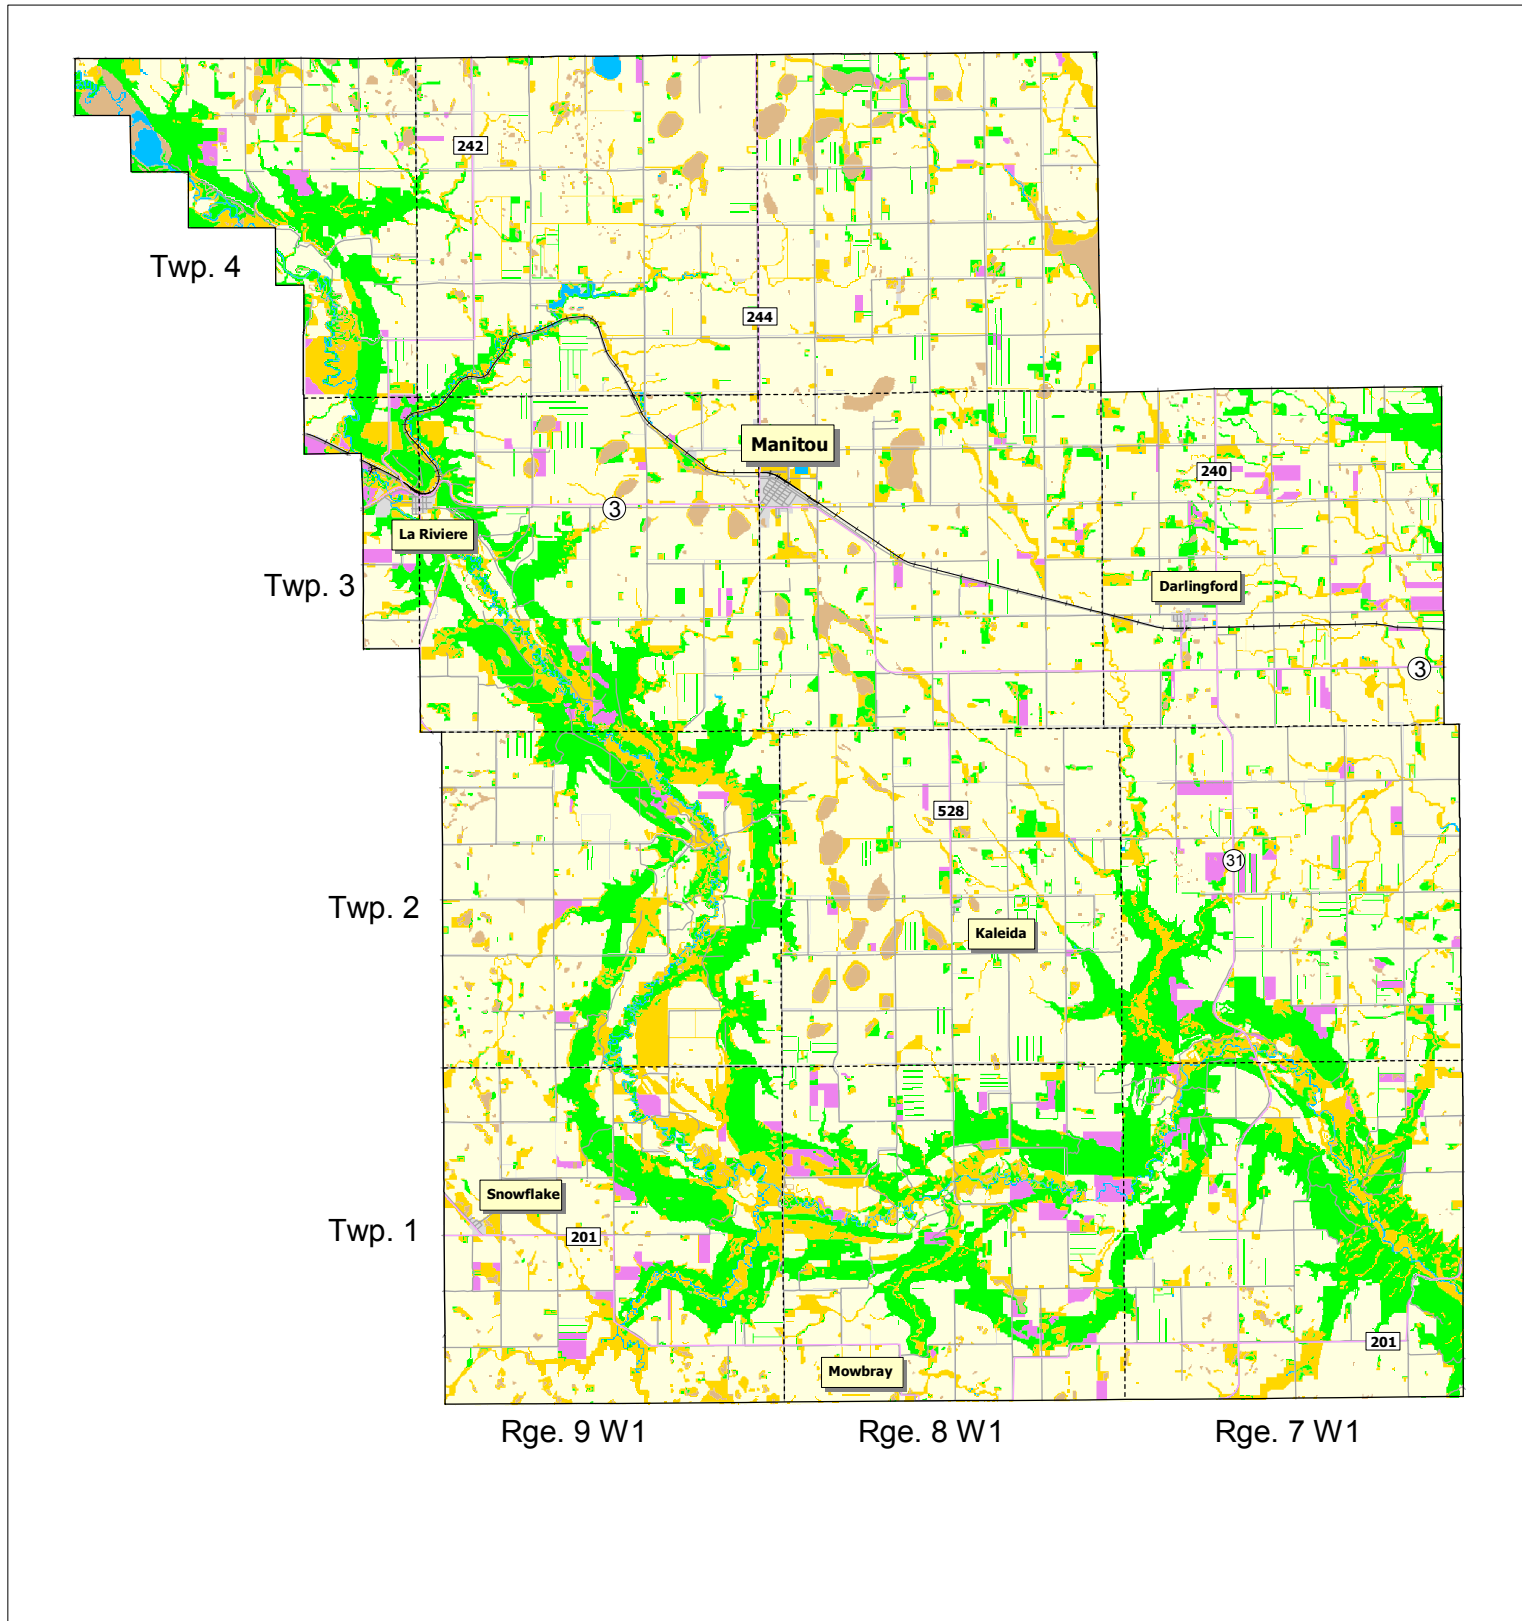 242
Twp. 4
244
Manitou
240
3
La Riviere
Twp. 3
Darlingford
3
528
31
Twp. 2
Kaleida
Snowflake
Twp. 1
201
201
Mowbray
Rge. 9 W1
Rge. 8 W1
Rge. 7 W1